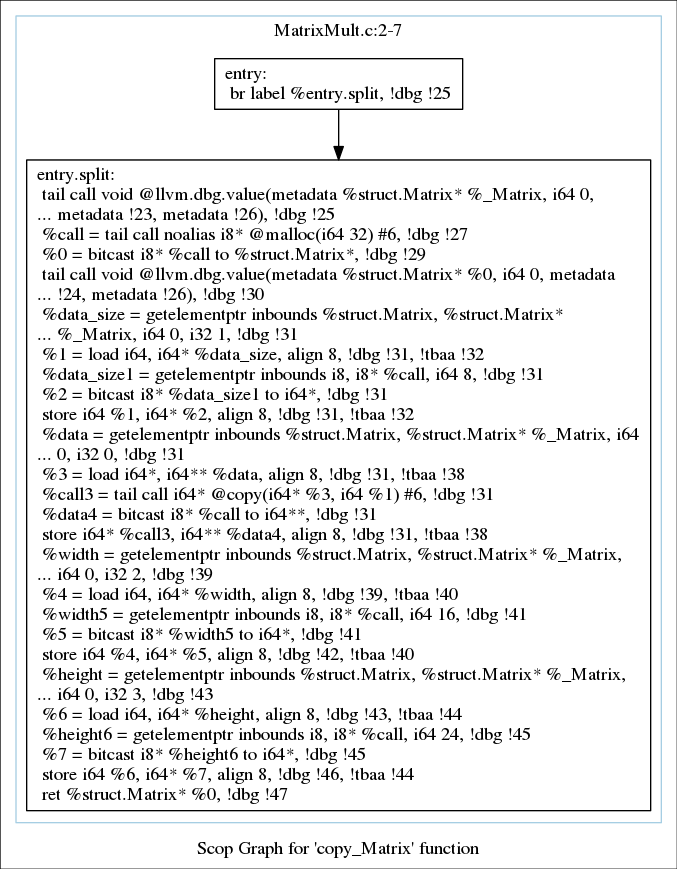 MatrixMult.c:2-7
entry:
br label %entry.split, !dbg !25
entry.split:
tail call void @llvm.dbg.value(metadata %struct.Matrix* %_Matrix, i64 0,
... metadata !23, metadata !26), !dbg !25
%call = tail call noalias i8* @malloc(i64 32) #6, !dbg !27
%0 = bitcast i8* %call to %struct.Matrix*, !dbg !29
tail call void @llvm.dbg.value(metadata %struct.Matrix* %0, i64 0, metadata
... !24, metadata !26), !dbg !30
%data_size = getelementptr inbounds %struct.Matrix, %struct.Matrix*
... %_Matrix, i64 0, i32 1, !dbg !31
%1 = load i64, i64* %data_size, align 8, !dbg !31, !tbaa !32
%data_size1 = getelementptr inbounds i8, i8* %call, i64 8, !dbg !31
%2 = bitcast i8* %data_size1 to i64*, !dbg !31
store i64 %1, i64* %2, align 8, !dbg !31, !tbaa !32
%data = getelementptr inbounds %struct.Matrix, %struct.Matrix* %_Matrix, i64
... 0, i32 0, !dbg !31
%3 = load i64*, i64** %data, align 8, !dbg !31, !tbaa !38
%call3 = tail call i64* @copy(i64* %3, i64 %1) #6, !dbg !31
%data4 = bitcast i8* %call to i64**, !dbg !31
store i64* %call3, i64** %data4, align 8, !dbg !31, !tbaa !38
%width = getelementptr inbounds %struct.Matrix, %struct.Matrix* %_Matrix,
... i64 0, i32 2, !dbg !39
%4 = load i64, i64* %width, align 8, !dbg !39, !tbaa !40
%width5 = getelementptr inbounds i8, i8* %call, i64 16, !dbg !41
%5 = bitcast i8* %width5 to i64*, !dbg !41
store i64 %4, i64* %5, align 8, !dbg !42, !tbaa !40
%height = getelementptr inbounds %struct.Matrix, %struct.Matrix* %_Matrix,
... i64 0, i32 3, !dbg !43
%6 = load i64, i64* %height, align 8, !dbg !43, !tbaa !44
%height6 = getelementptr inbounds i8, i8* %call, i64 24, !dbg !45
%7 = bitcast i8* %height6 to i64*, !dbg !45
store i64 %6, i64* %7, align 8, !dbg !46, !tbaa !44
ret %struct.Matrix* %0, !dbg !47
Scop Graph for 'copy_Matrix' function